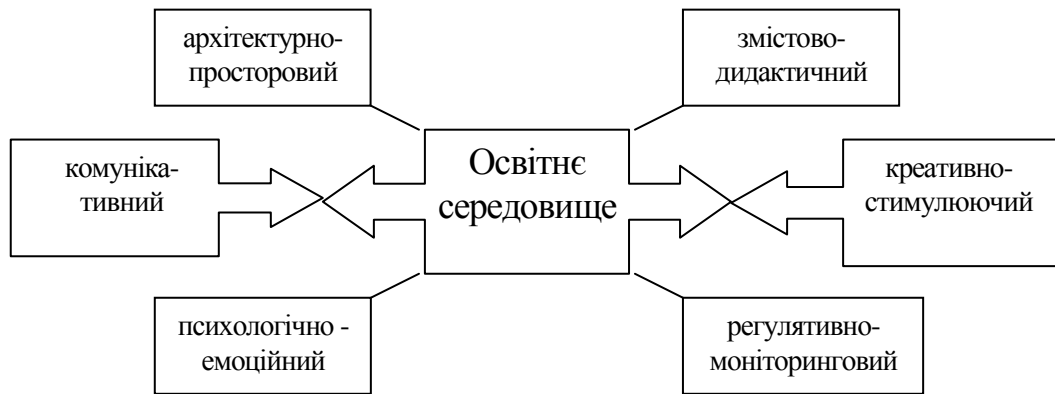 архітектурно-
просторовий
змістово-
дидактичний
комуніка-
тивний
Освітнє
середовище
креативно-
стимулюючий
психологічно -
емоційний
регулятивно-
моніторинговий